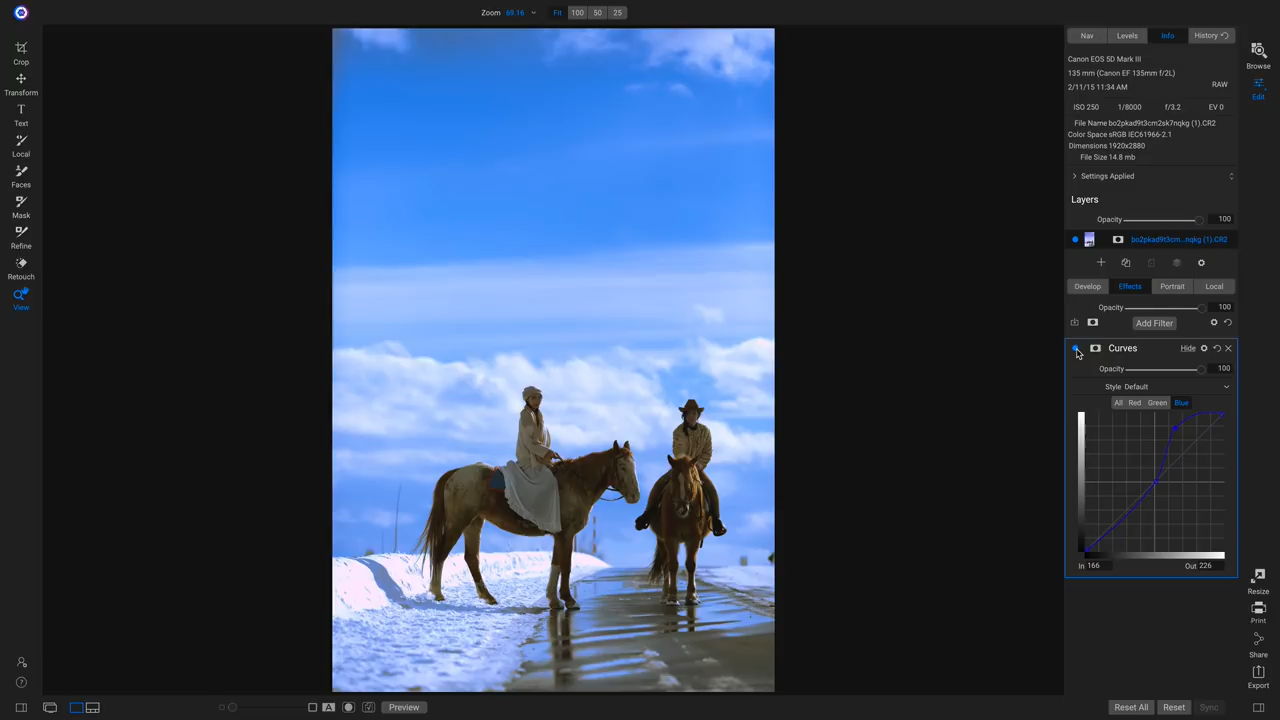 Zoom 69.16 Fit 100 50 25
Crop
Transform
Text
Local
Faces
Mask
Refine
Retouch
View
Nav Levels Info History
Canon EOS 5D Mark III
135 mm (Canon EF 135mm f/2L)
2/11/15 11:34 AM RAW
ISO 250 1/8000 f/3.2 EV 0
File Name bo2pkad9t3cm2sk7nqkg (1).CR2
Color Space sRGB IEC61966-2.1
Dimensions 1920x2880
File Size 14.8 mb
Settings Applied
Layers
Opacity 100
bo2pkad9t3cm...nqkg (1).CR2
Develop Effects Portrait Local
Opacity 100
Add Filter
Curves Hide
Opacity 100
Style Default
All Red Green Blue
In 166 Out 226
Browse
Edit
Resize
Print
Share
Export
A Preview
Reset All Reset Sync